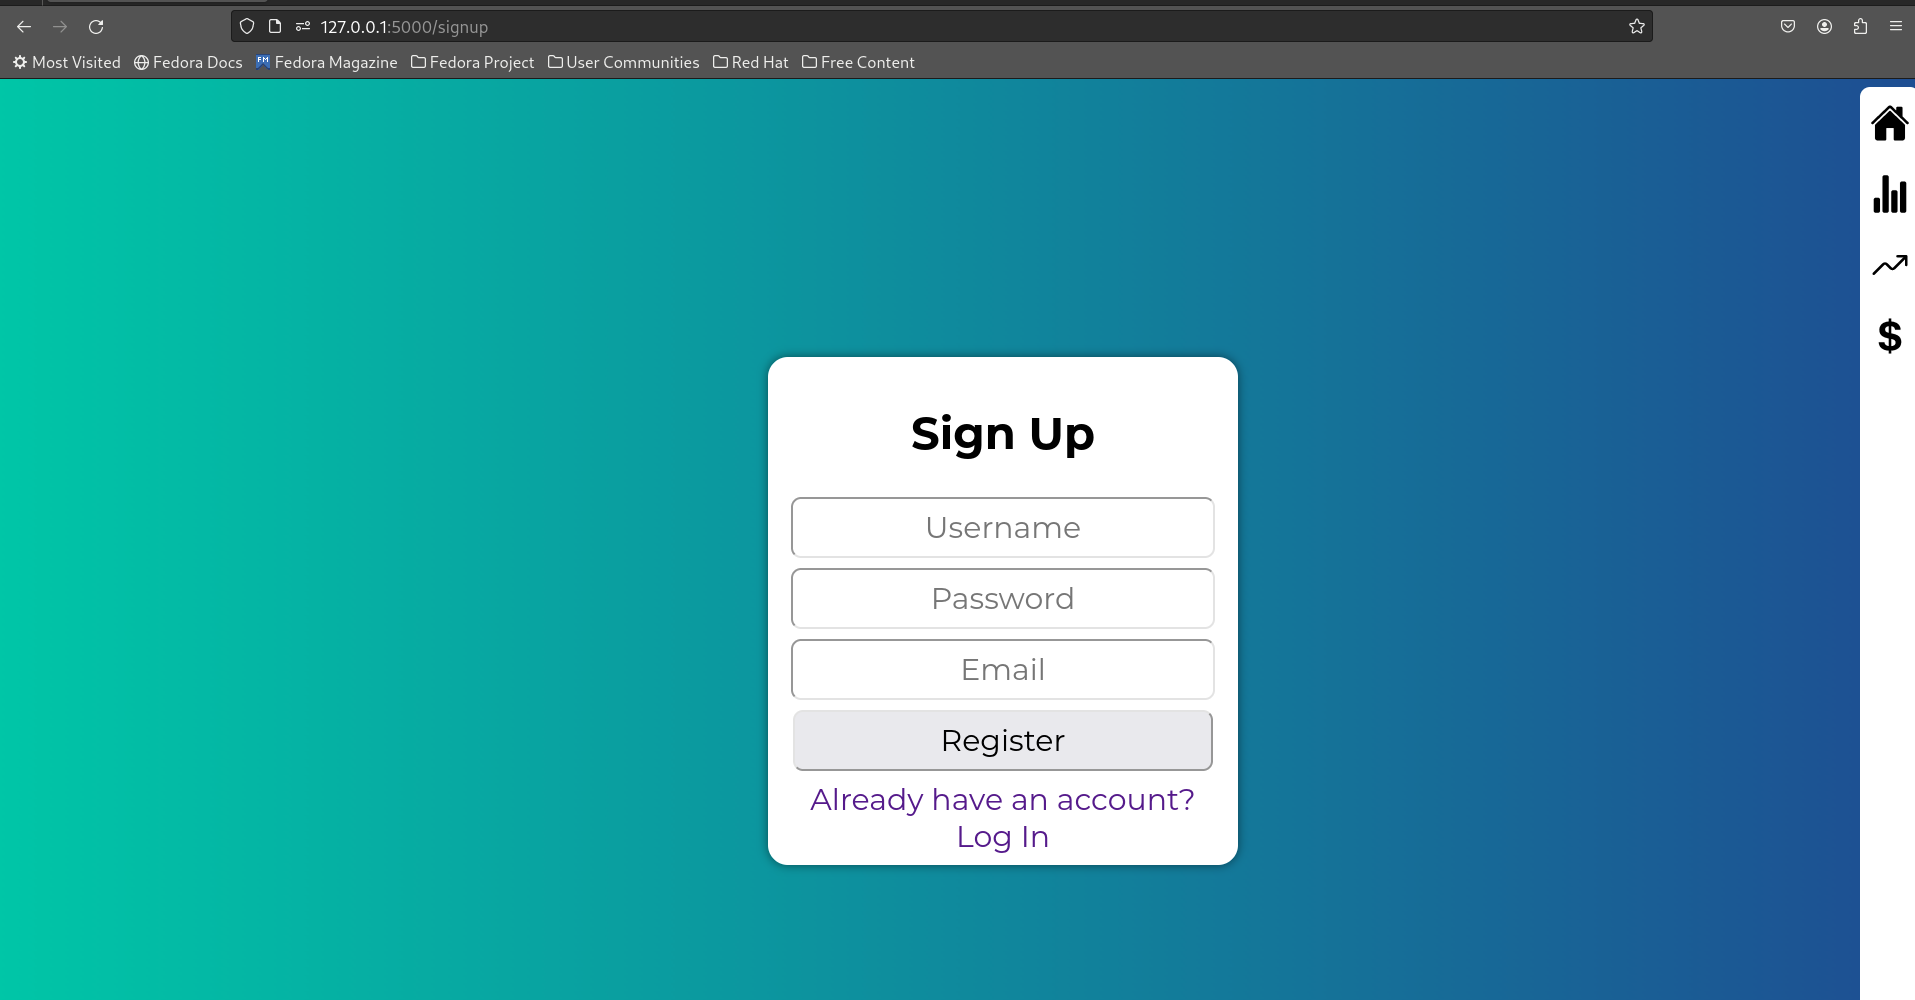 127.0.0.1:5000/signup
Most Visited Fedora Docs FM Fedora Magazine Fedora Project User Communities Red Hat Free Content
$
Sign Up
Username
Password
Email
Register
Already have an account?
Log In